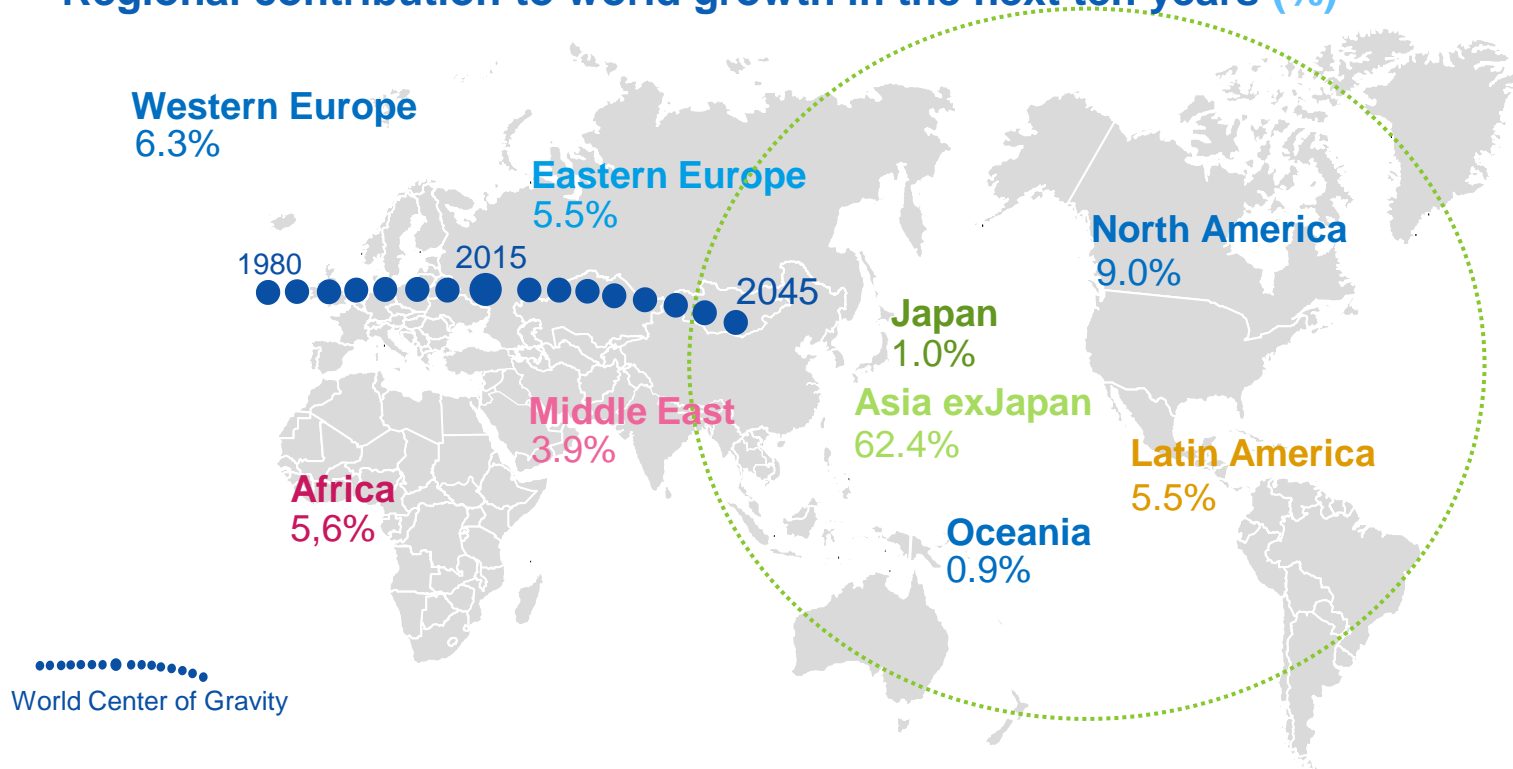 Regional contribution to world growth in the next ten years (%)
Western Europe
6.3%
Eastern Europe
5.5%
1980
2015
2045
North America
9.0%
Japan
1.0%
Asia exJapan
62.4%
Middle East
3.9%
Latin America
5.5%
Africa
5,6%
Oceania
0.9%
World Center of Gravity